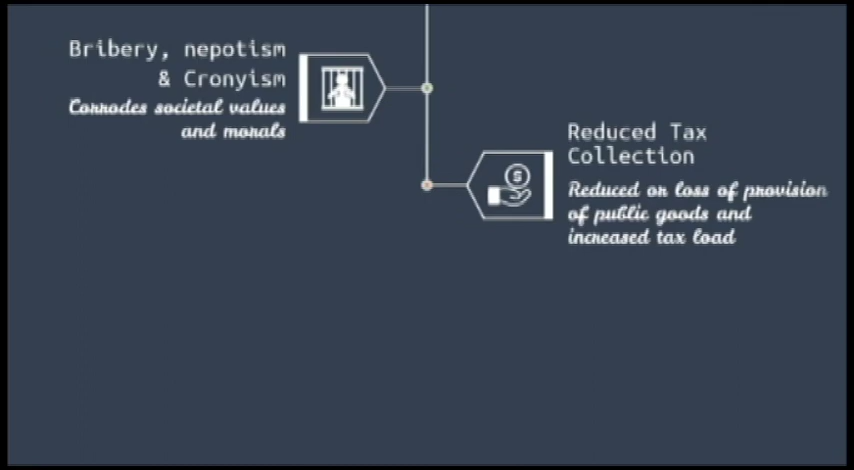 Bribery, nepotism
& Cronyism
Corrodes societal values
and morals
Reduced Tax
Collection
Reduced or loss of provision
of public goods and
increased tax load